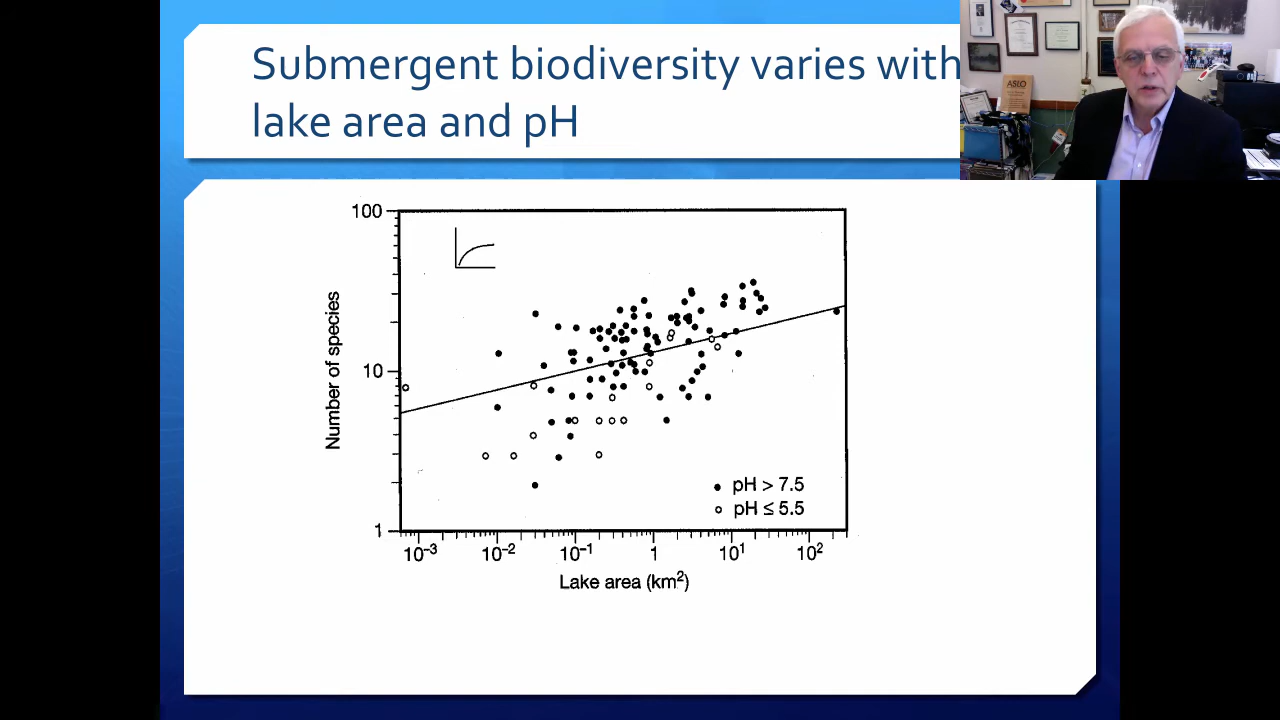 Submergent biodiversity varies with
lake area and pH
ASLO
100
10
1
Number of species
pH > 7.5
pH ≤ 5.5
10⁻³ 10⁻² 10⁻¹ 1 10¹ 10²
Lake area (km²)